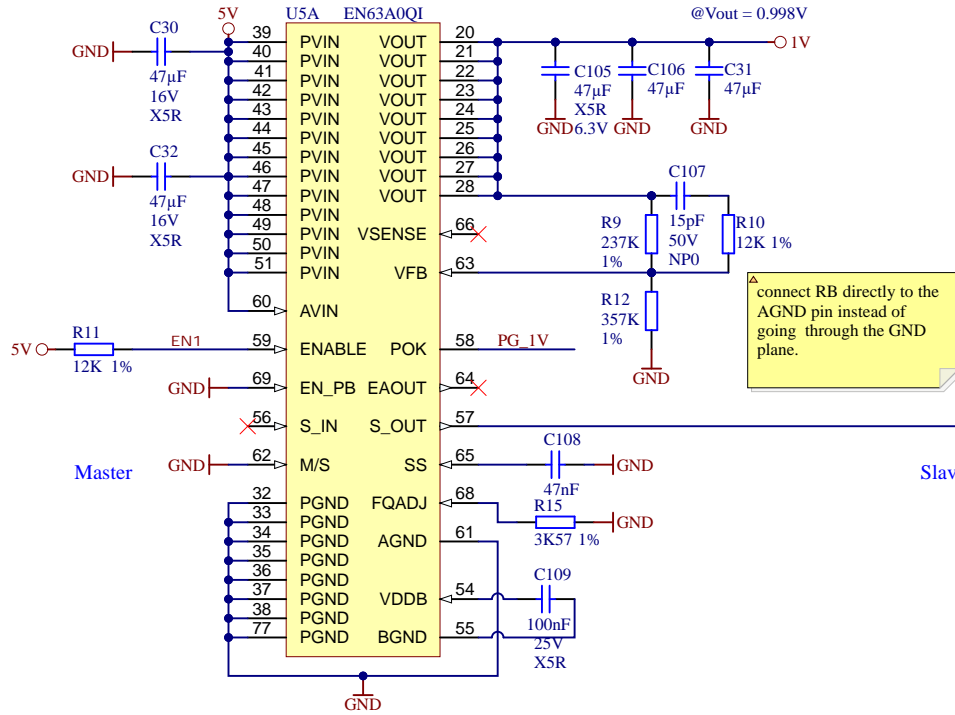 5V
U5A EN63A0QI
@Vout = 0.998V
C30
GND
47µF
16V
X5R
39 PVIN VOUT 20
40 PVIN VOUT 21
41 PVIN VOUT 22
42 PVIN VOUT 23
43 PVIN VOUT 24
44 PVIN VOUT 25
45 PVIN VOUT 26
46 PVIN VOUT 27
47 PVIN VOUT 28
48 PVIN
49 PVIN VSENSE 66
50 PVIN
51 PVIN VFB 63
60 AVIN
59 ENABLE POK 58
69 EN_PB EAOUT 64
56 S_IN S_OUT 57
62 M/S SS 65
32 PGND FQADJ 68
33 PGND
34 PGND AGND 61
35 PGND
36 PGND
37 PGND VDDB 54
38 PGND
77 PGND BGND 55
1V
C105
47µF
X5R
6.3V
GND
C106
47µF
GND
C31
47µF
GND
C32
GND
47µF
16V
X5R
C107
15pF
50V
NP0
R9
237K
1%
R10
12K 1%
R12
357K
1%
GND
connect RB directly to the
AGND pin instead of
going through the GND
plane.
R11
5V
12K 1%
EN1
PG_1V
GND
GND
Master
Slav
C108
47nF
GND
R15
3K57 1%
GND
C109
100nF
25V
X5R
GND